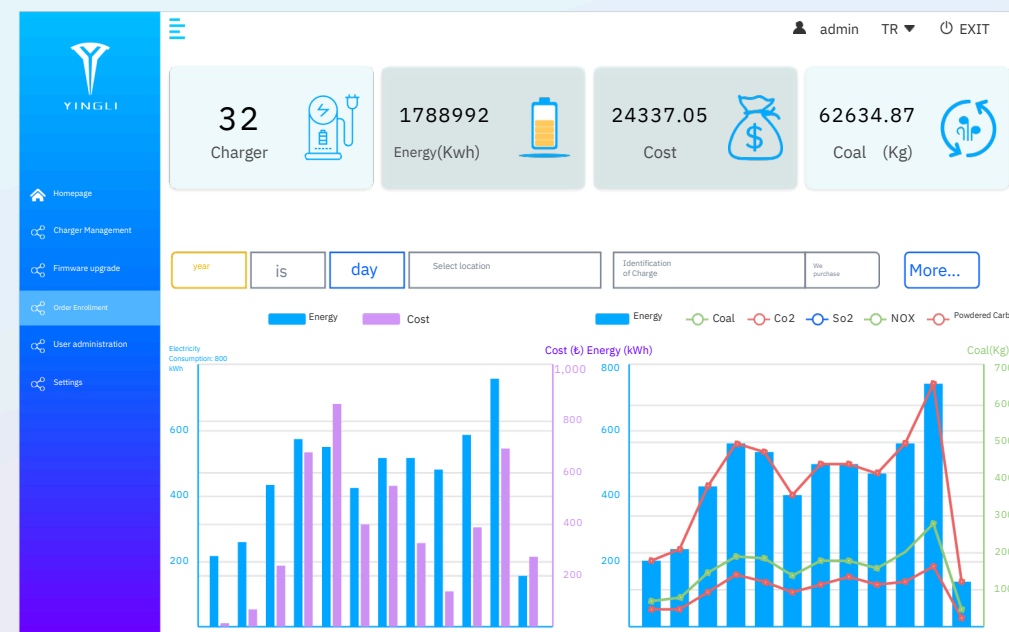 admin TR EXIT
YINGLI
32
Charger
1788992
Energy(Kwh)
24337.05
Cost
62634.87
Coal (Kg)
Homepage
Charger Management
Firmware upgrade
Order Enrollment
User administration
Settings
year
is
day
Select location
Identification
of Charge
We
purchase
More...
Energy Cost
Energy Coal Co2 So2 NOX Powdered Carb
Electricity
Consumption: 800
kWh
Cost (₺) Energy (kWh)
Coal(Kg)
600
400
200
1,000
800
600
400
200
800
600
400
200
700
600
500
400
300
200
100